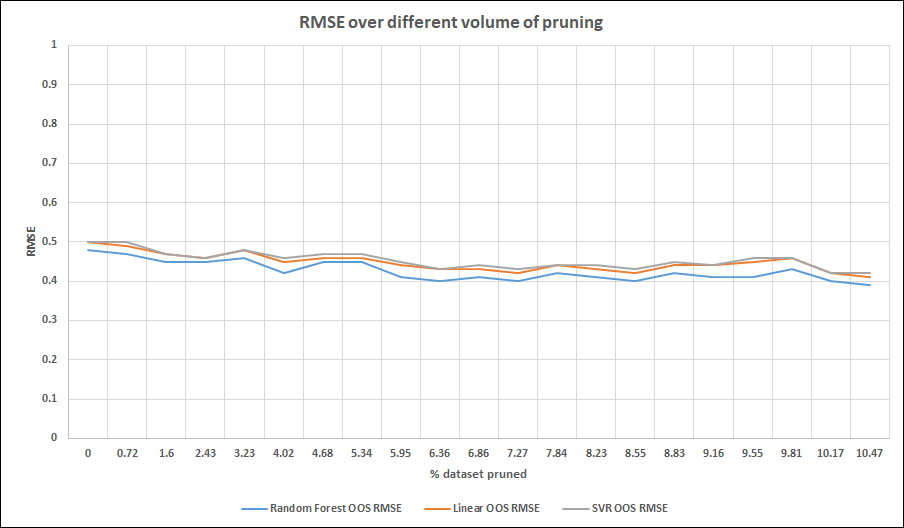 RMSE over different volume of pruning
1
0.9
0.8
0.7
0.6
0.5
0.4
0.3
0.2
0.1
0
RMSE
0 0.72 1.6 2.43 3.23 4.02 4.68 5.34 5.95 6.36 6.86 7.27 7.84 8.23 8.55 8.83 9.16 9.55 9.81 10.17 10.47
% dataset pruned
Random Forest OOS RMSE Linear OOS RMSE SVR OOS RMSE